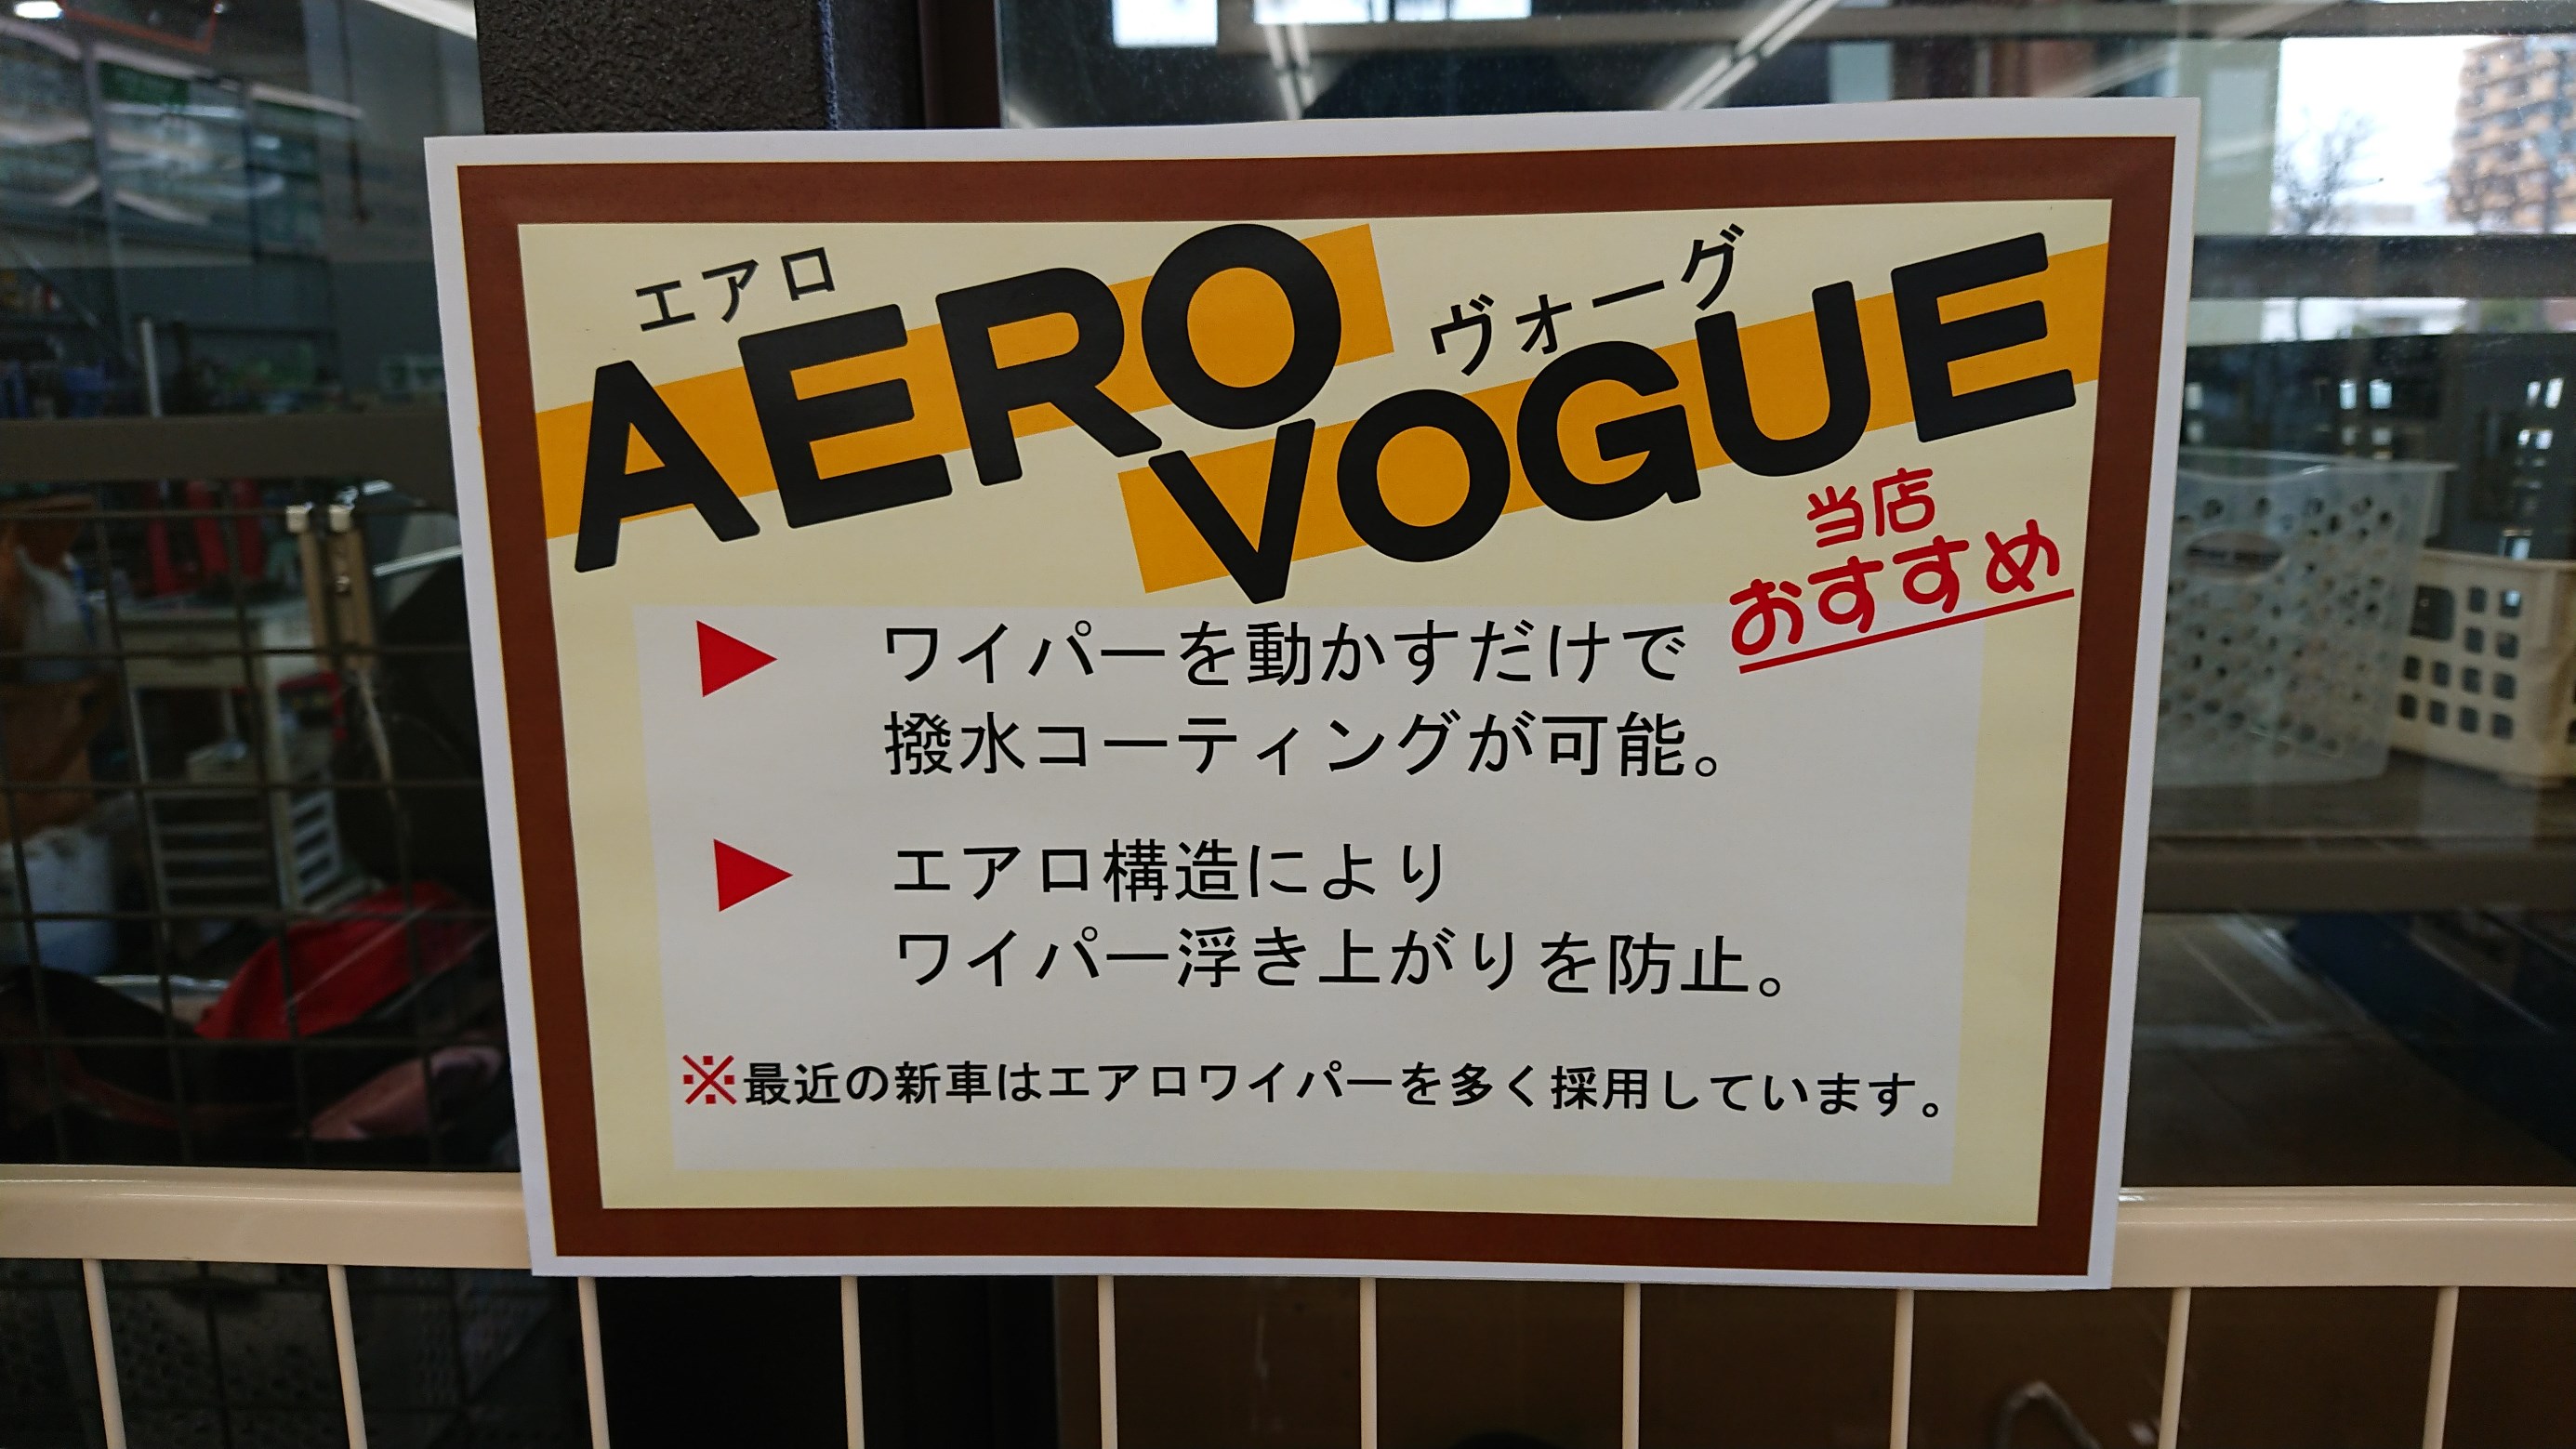 エアロ
AERO
ヴォーグ
VOGUE
当店
おすすめ
▶ ワイパーを動かすだけで
撥水コーティングが可能。
▶ エアロ構造により
ワイパー浮き上がりを防止。
※最近の新車はエアロワイパーを多く採用しています。